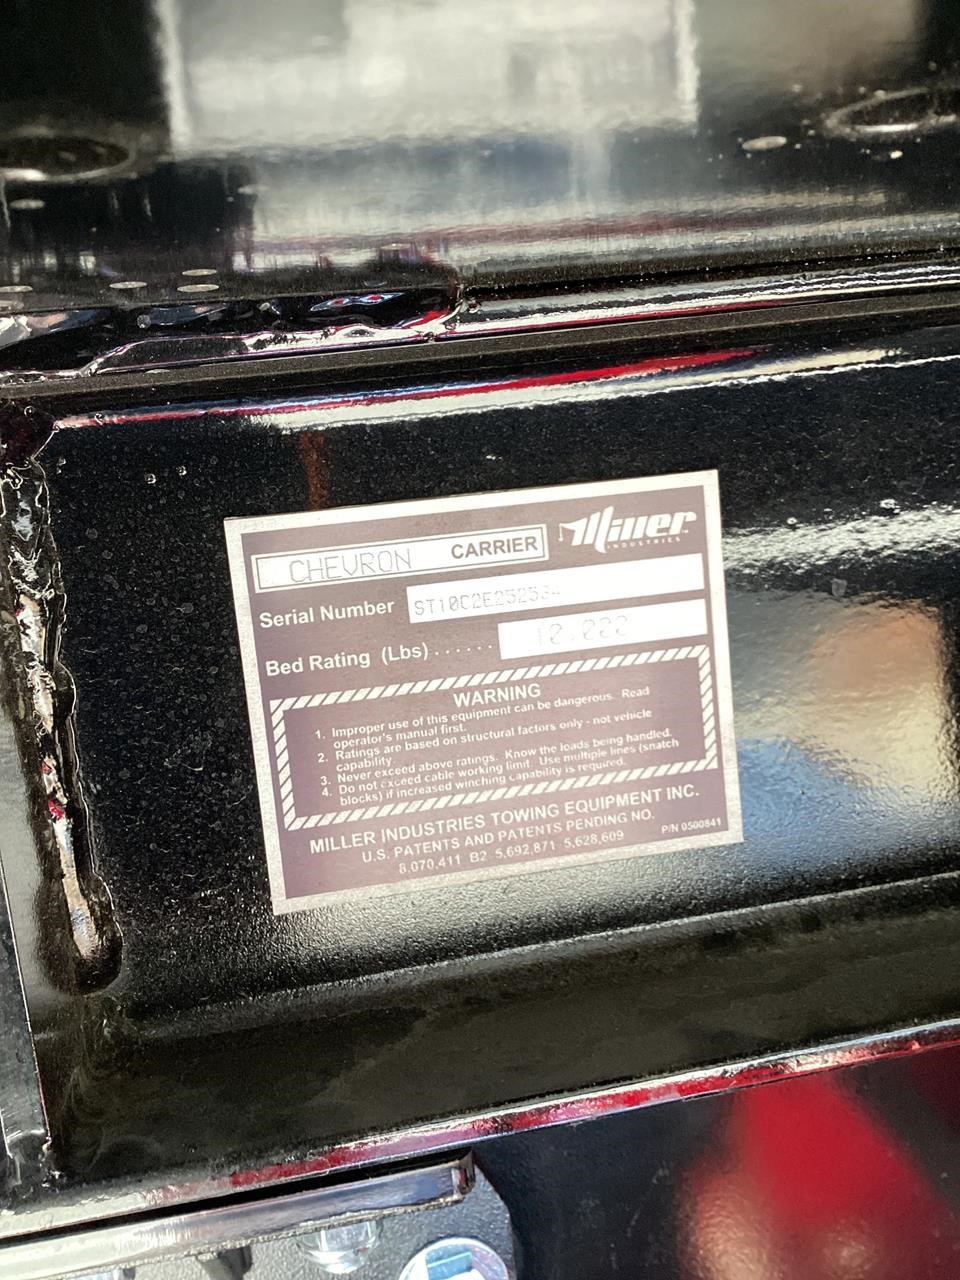 CHEVRON CARRIER
Miller
INDUSTRIES™
Serial Number
Bed Rating (Lbs) ......
WARNING
1. Improper use of this equipment can be dangerous. Read
operator's manual first.
2. Ratings are based on structural factors only - not vehicle
capability.
3. Never exceed above ratings. Know the loads being handled.
4. Do not exceed cable working limit. Use multiple lines (snatch
blocks) if increased winching capability is required.
MILLER INDUSTRIES TOWING EQUIPMENT INC.
U.S. PATENTS AND PATENTS PENDING NO.
8,070,411 B2 5,692,871 5,628,609
P/N 0500841